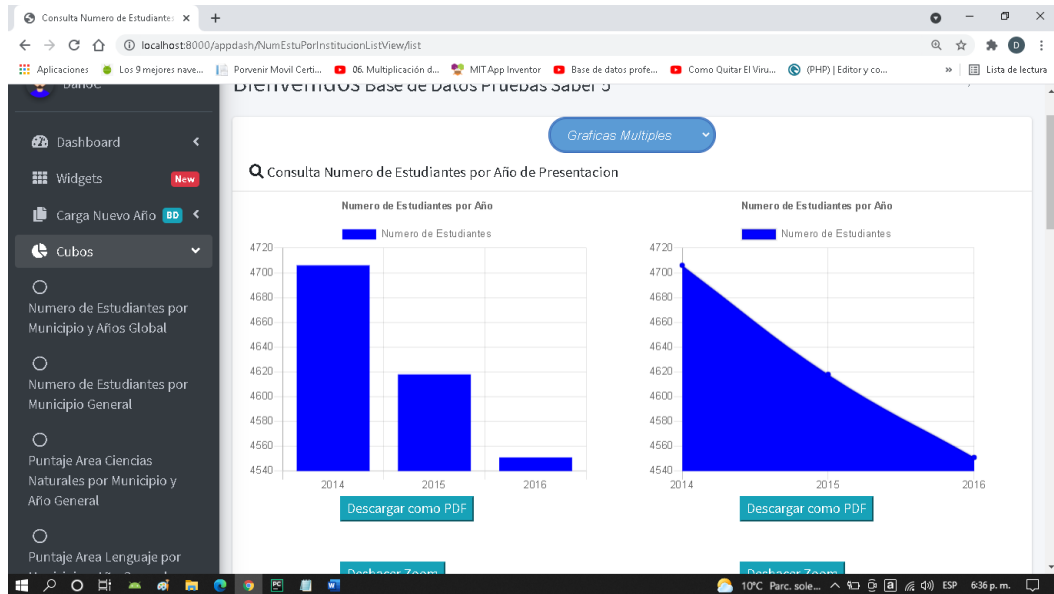 Consulta Numero de Estudiantes
localhost:8000/appdash/NumEstuPorInstitucionListView/list
D
Aplicaciones
Los 9 mejores nave...
Porvenir Movil Certi...
06. Multiplicación d...
MIT App Inventor
Base de datos profe...
Como Quitar El Viru...
(PHP) | Editor y co...
»
Lista de lectura
Bienvenidos Base de Datos Pruebas Saber 5
Dashboard
Widgets New
Carga Nuevo Año BD
Cubos
Numero de Estudiantes por
Municipio y Años Global
Numero de Estudiantes por
Municipio General
Puntaje Area Ciencias
Naturales por Municipio y
Año General
Puntaje Area Lenguaje por
Graficas Multiples
Consulta Numero de Estudiantes por Año de Presentacion
Numero de Estudiantes por Año
Numero de Estudiantes
4720
4700
4680
4660
4640
4620
4600
4580
4560
4540
2014 2015 2016
Descargar como PDF
Deshacer Zoom
Numero de Estudiantes por Año
Numero de Estudiantes
4720
4700
4680
4660
4640
4620
4600
4580
4560
4540
2014 2015 2016
Descargar como PDF
Deshacer Zoom
10°C Parc. sole... ESP 6:36 p. m.